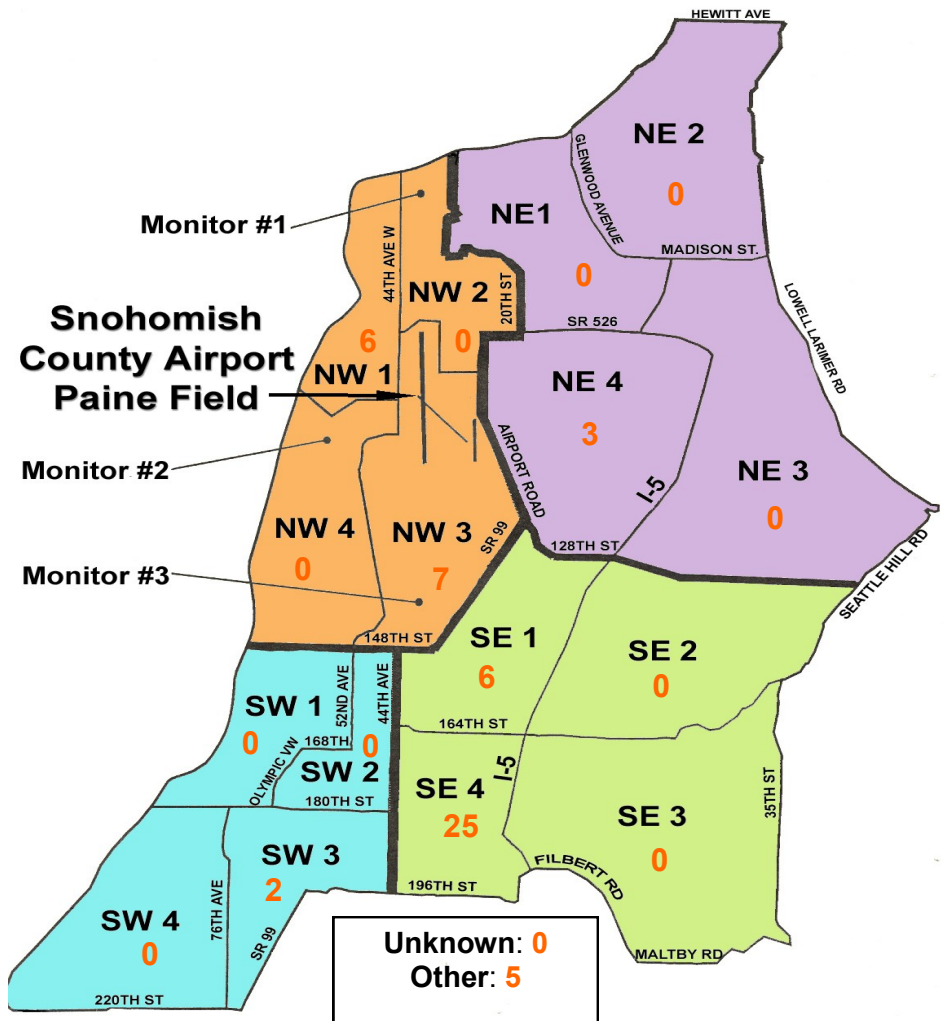 HEWITT AVE
NE 2
0
GLENWOOD AVENUE
MADISON ST.
NE1
0
Monitor #1
44TH AVE W
NW 2
0
20TH ST
SR 526
LOWELL LARIMER RD
Snohomish
County Airport
Paine Field
6
NW 1
NE 4
3
AIRPORT ROAD
I-5
NE 3
0
Monitor #2
NW 4
0
NW 3
7
SR 99
128TH ST
SEATTLE HILL RD
Monitor #3
148TH ST
SE 1
6
SE 2
0
164TH ST
SW 1
0
52ND AVE
44TH AVE
168TH
0
OLYMPIC VW
SW 2
180TH ST
I-5
SE 4
25
SE 3
0
35TH ST
SW 3
2
196TH ST
FILBERT RD
MALTBY RD
SW 4
0
76TH AVE
SR 99
220TH ST
Unknown: 0
Other: 5